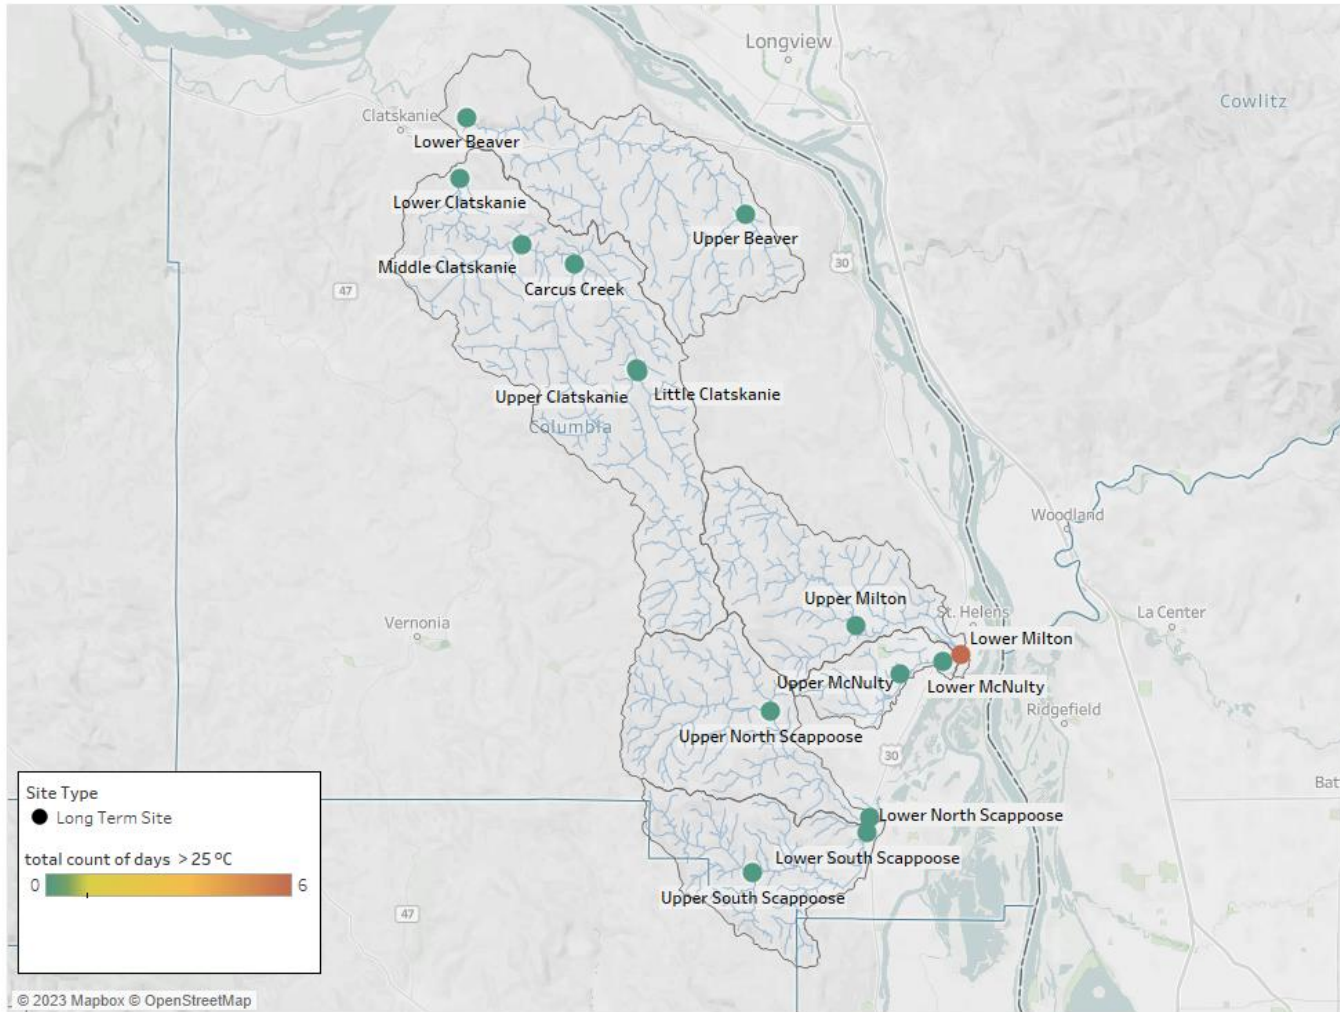 Longview
Cowlitz
Clatskanie
Lower Beaver
Lower Clatskanie
Upper Beaver
Middle Clatskanie
30
Carcus Creek
47
Upper Clatskanie
Little Clatskanie
Columbia
Woodland
Upper Milton
St. Helens
La Center
Vernonia
Lower Milton
Upper McNulty
Lower McNulty
Ridgefield
Upper North Scappoose
30
Bat
Site Type
Long Term Site
total count of days > 25 ºC
0
6
Lower North Scappoose
Lower South Scappoose
Upper South Scappoose
47
© 2023 Mapbox © OpenStreetMap